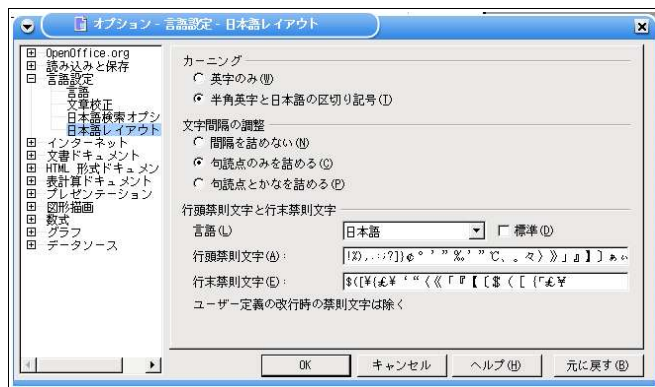 オプション - 言語設定 - 日本語レイアウト
OpenOffice.org
読み込みと保存
言語設定
言語
文章校正
日本語検索オプシ
日本語レイアウト
インターネット
文書ドキュメント
HTML 形式ドキュメン
表計算ドキュメント
プレゼンテーション
図形描画
数式
グラフ
データソース
カーニング
英字のみ(W)
半角英字と日本語の区切り記号(I)
文字間隔の調整
間隔を詰めない(N)
句読点のみを詰める(C)
句読点とかなを詰める(P)
行頭禁則文字と行末禁則文字
言語(L) 日本語 標準(D)
行頭禁則文字(A): !%),.:;?]}¢°’”‰′″℃、。々〉》」』】〕ぁぃ
行末禁則文字(E): $([¥{£¥‘“〈《「『【〔$([{「£¥
ユーザー定義の改行時の禁則文字は除く
OK キャンセル ヘルプ(H) 元に戻す(B)